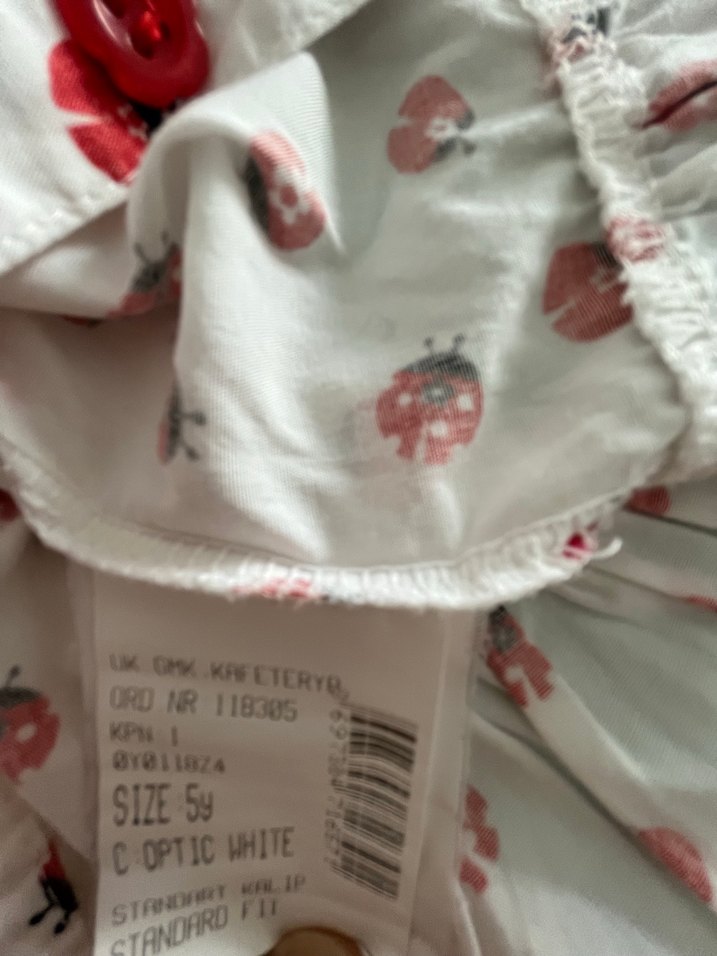 UK GMK.KAFETERYA
ORD NR 118305
KPN 1
0Y0118Z4
SIZE 5y
C OPTIC WHITE
STANDART KALIP
STANDARD FIT